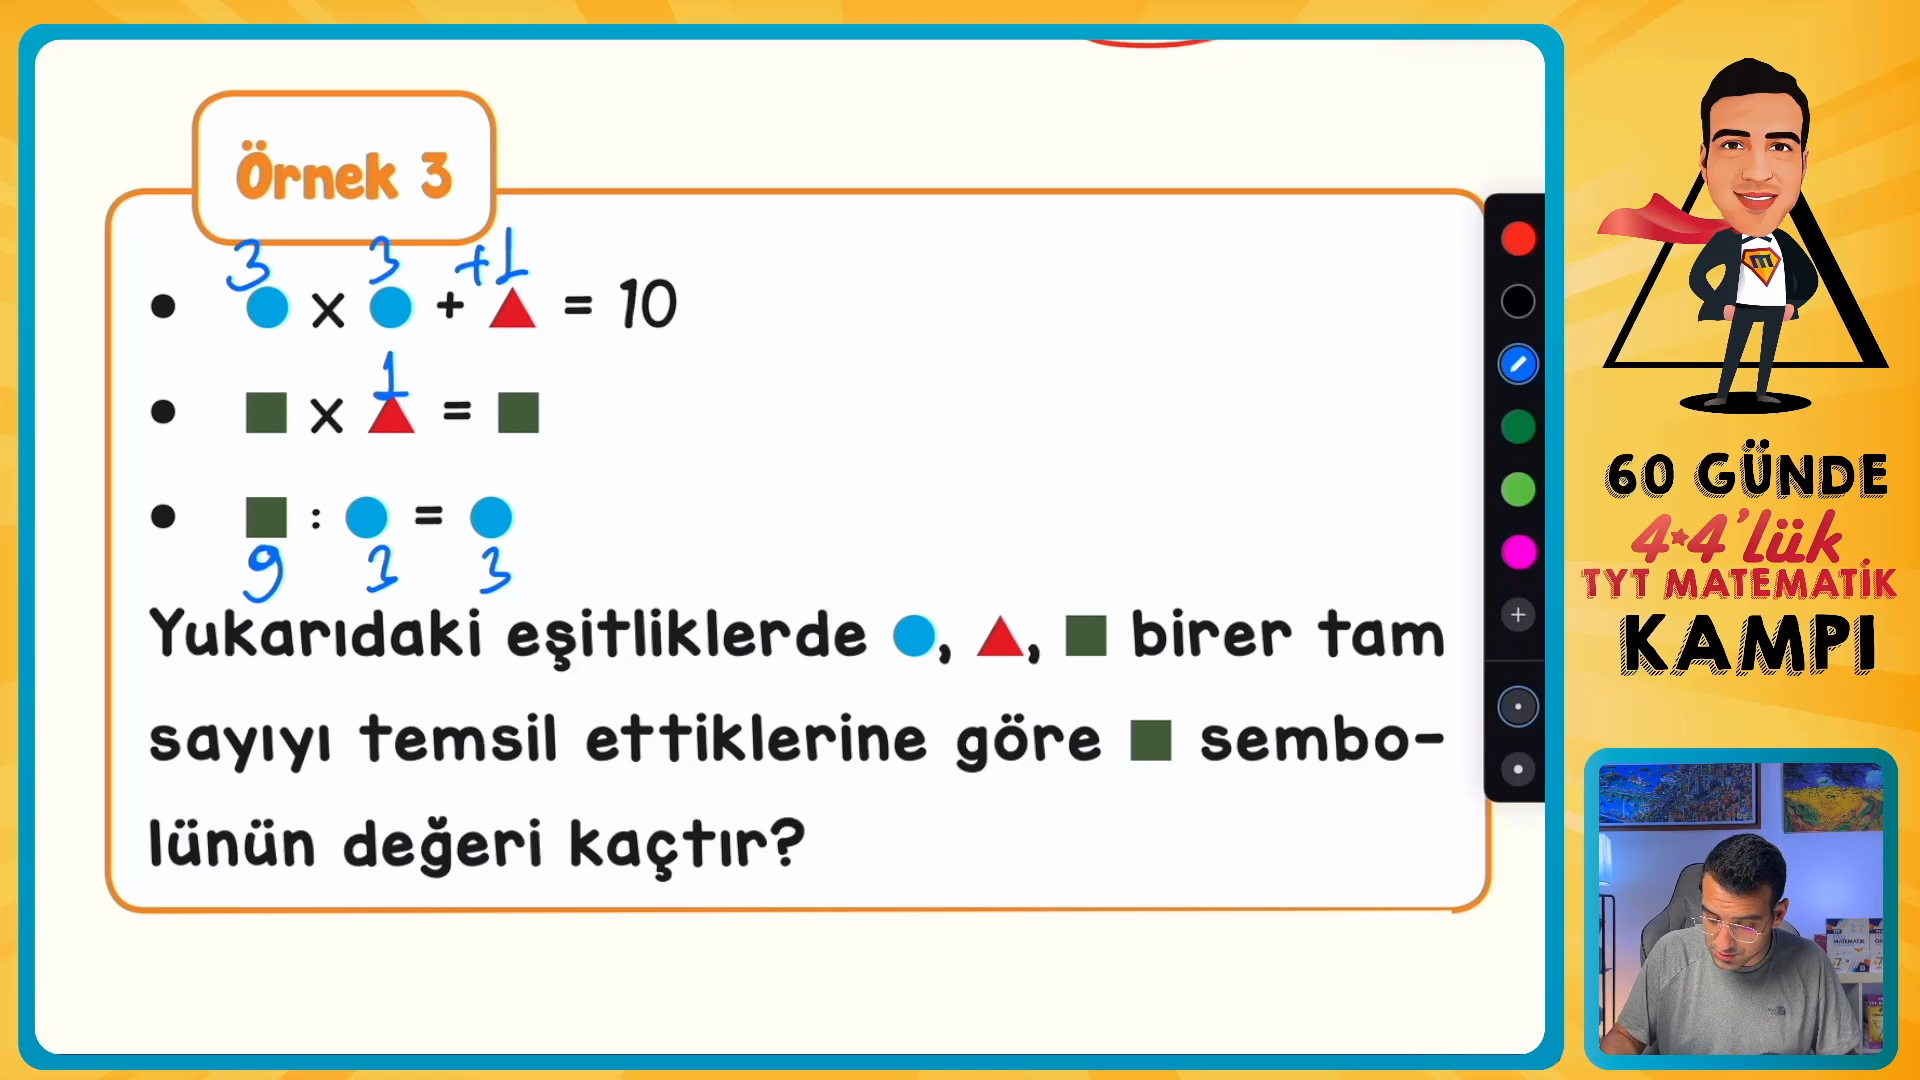 Örnek 3
3 3 +1
• ● x ● + ▲ = 10
1
• ■ x ▲ = ■
• ■ : ● = ●
9 3 3
Yukarıdaki eşitliklerde ●, ▲, ■ birer tam
sayıyı temsil ettiklerine göre ■ sembo-
lünün değeri kaçtır?
60 GÜNDE
4★4'lük
TYT MATEMATİK
KAMPI